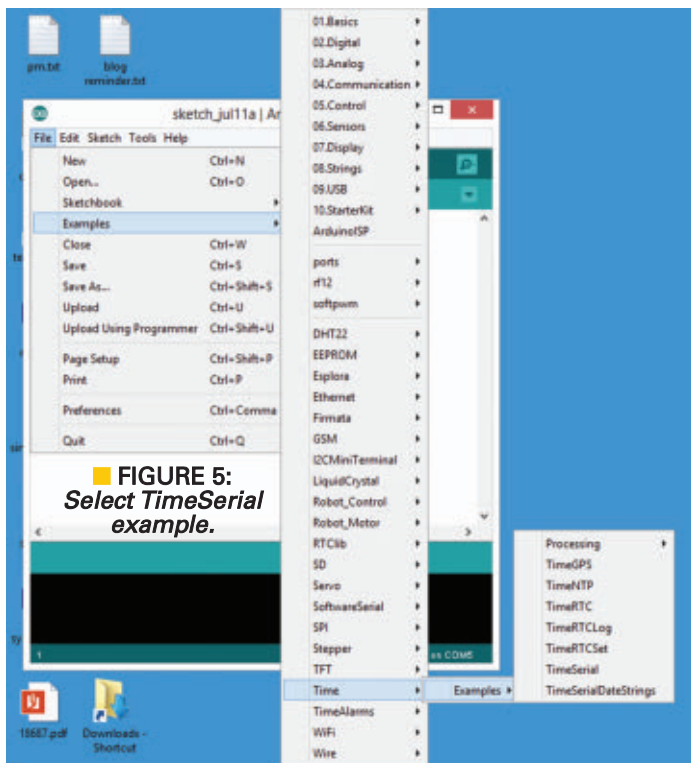 pm.txt
blog
reminder.txt
sketch_jul11a | Ar
File Edit Sketch Tools Help
New Ctrl+N
Open... Ctrl+O
Sketchbook
Examples
Close Ctrl+W
Save Ctrl+S
Save As... Ctrl+Shift+S
Upload Ctrl+U
Upload Using Programmer Ctrl+Shift+U
Page Setup Ctrl+Shift+P
Print Ctrl+P
Preferences Ctrl+Comma
Quit Ctrl+Q
FIGURE 5:
Select TimeSerial
example.
01.Basics
02.Digital
03.Analog
04.Communication
05.Control
06.Sensors
07.Display
08.Strings
09.USB
10.StarterKit
ArduinoISP
ports
rf12
softpwm
DHT22
EEPROM
Esplora
Ethernet
Firmata
GSM
I2CMiniTerminal
LiquidCrystal
Robot_Control
Robot_Motor
RTClib
SD
Servo
SoftwareSerial
SPI
Stepper
TFT
Time
TimeAlarms
WiFi
Wire
Examples
Processing
TimeGPS
TimeNTP
TimeRTC
TimeRTCLog
TimeRTCSet
TimeSerial
TimeSerialDateStrings
1
on COM5
18687.pdf
Downloads -
Shortcut